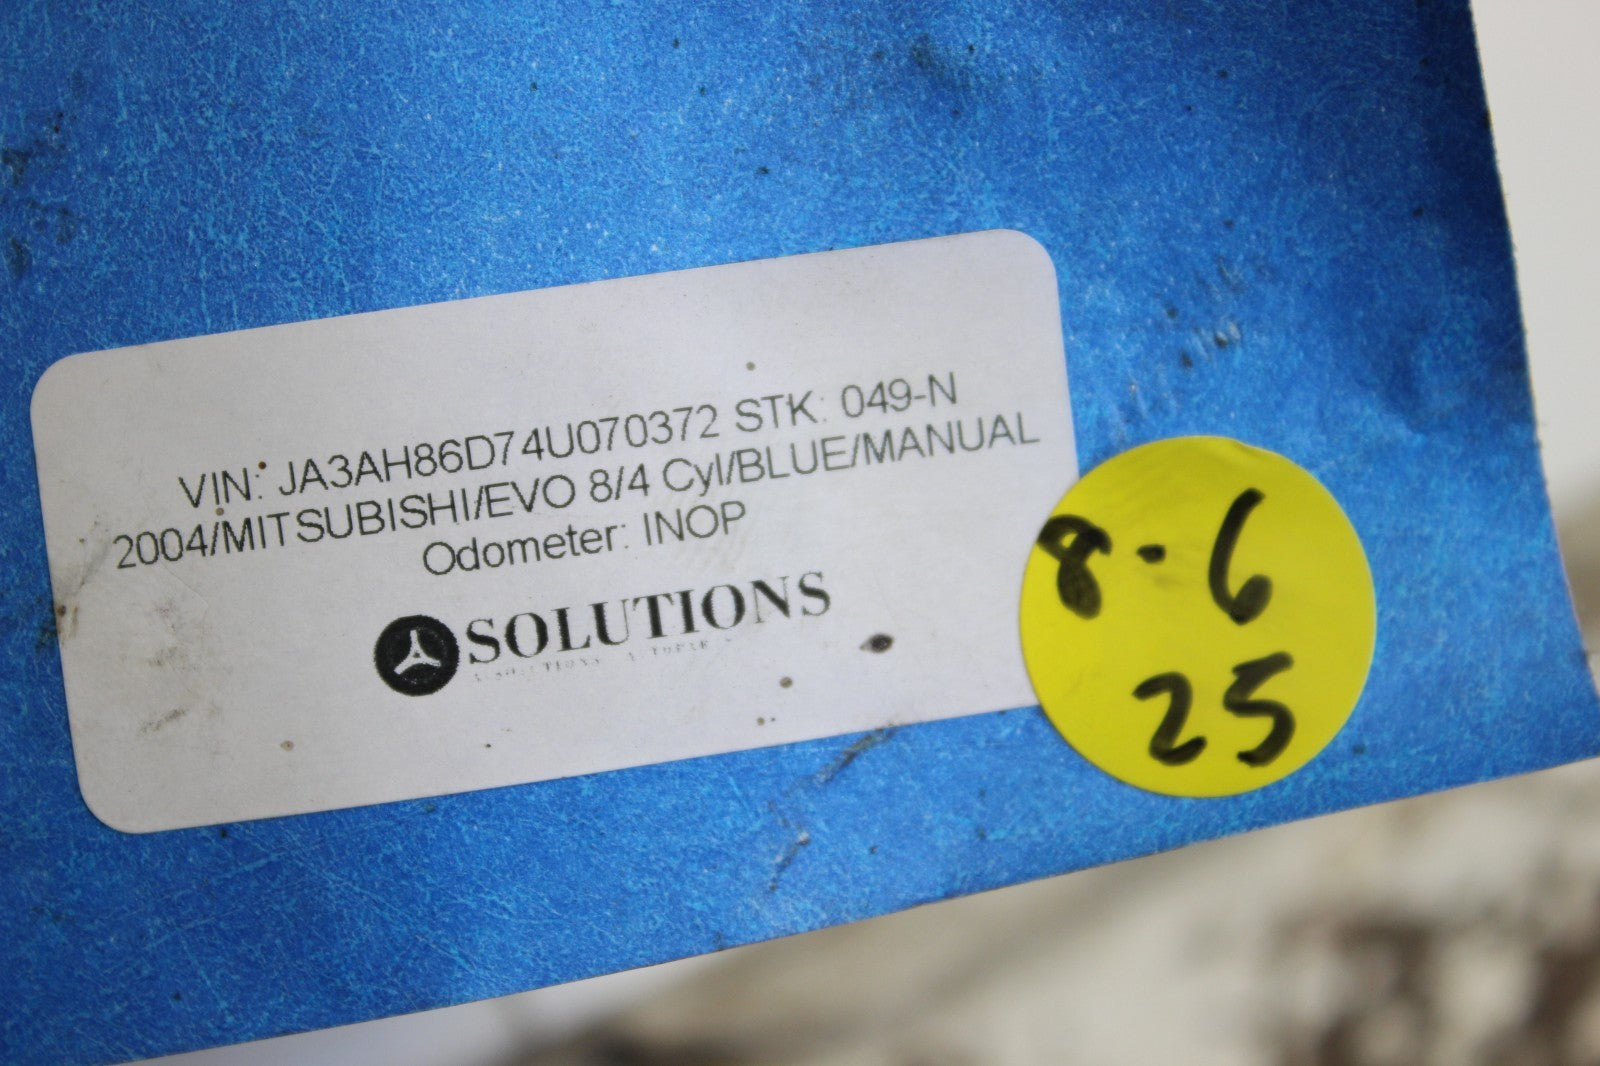 VIN: JA3AH86D74U070372 STK: 049-N
2004/MITSUBISHI/EVO 8/4 Cyl/BLUE/MANUAL
Odometer: INOP
SOLUTIONS
8-6
25